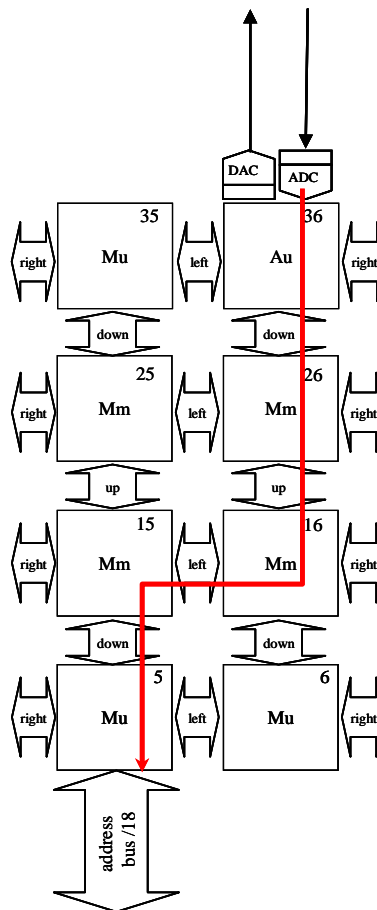 DAC
ADC
35
36
right
Mu
left
Au
right
down
down
25
26
right
Mm
left
Mm
right
up
up
15
16
right
Mm
left
Mm
right
down
down
5
6
right
Mu
left
Mu
right
address
bus /18